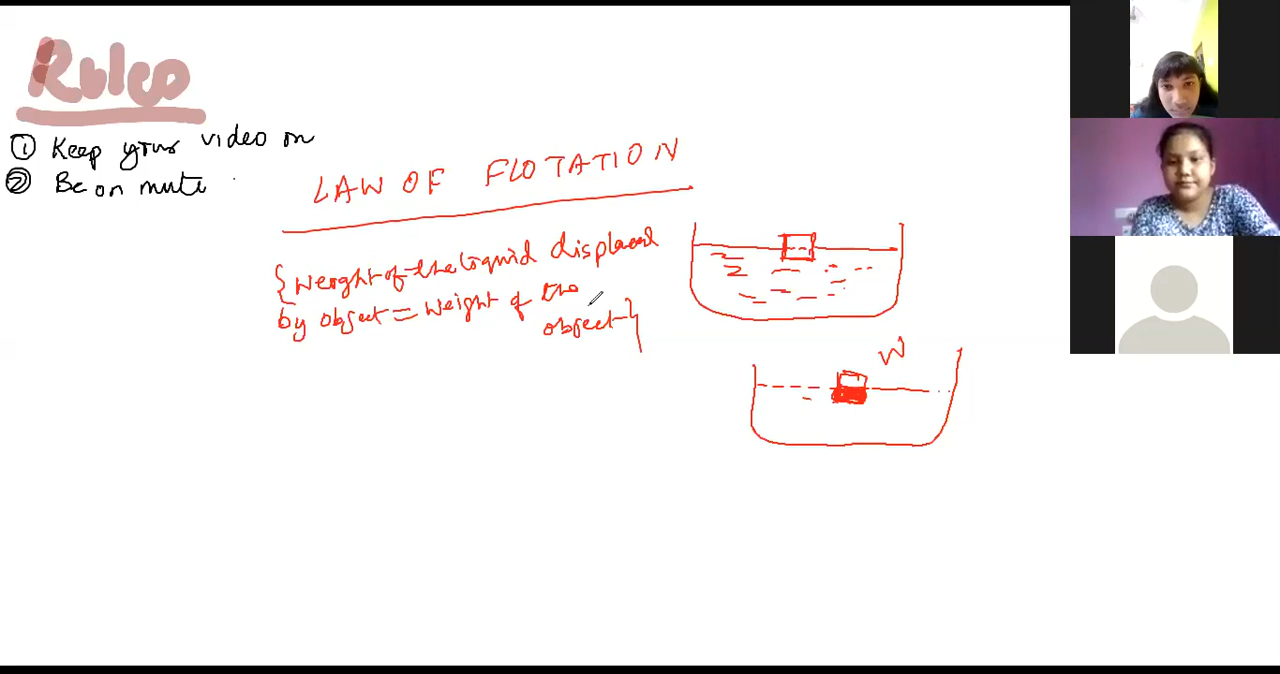 Rules
① Keep your video on
② Be on mute
LAW OF FLOTATION
{Weight of the liquid displaced
by object = Weight of the
object}
W